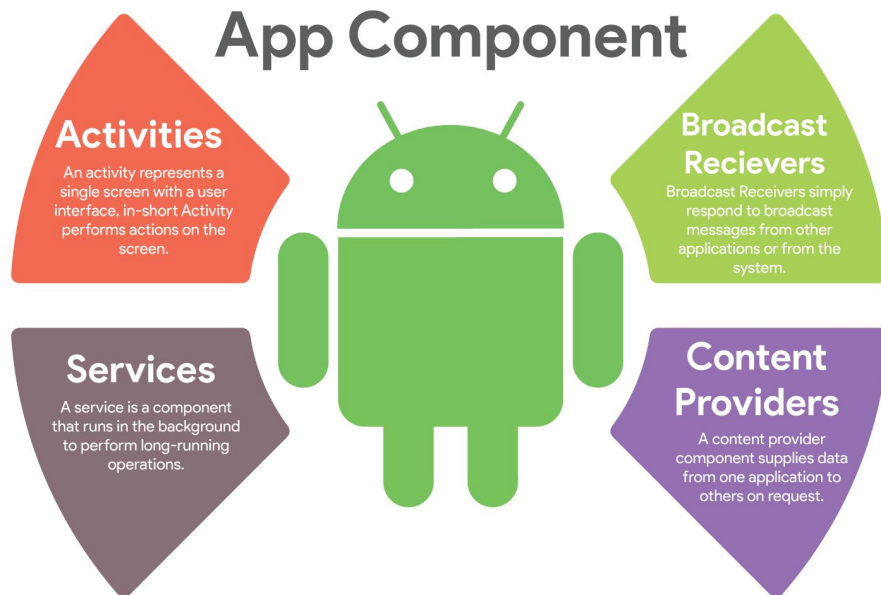 App Component
Activities
An activity represents a
single screen with a user
interface, in-short Activity
performs actions on the
screen.
Broadcast
Recievers
Broadcast Receivers simply
respond to broadcast
messages from other
applications or from the
system.
Services
A service is a component
that runs in the background
to perform long-running
operations.
Content
Providers
A content provider
component supplies data
from one application to
others on request.